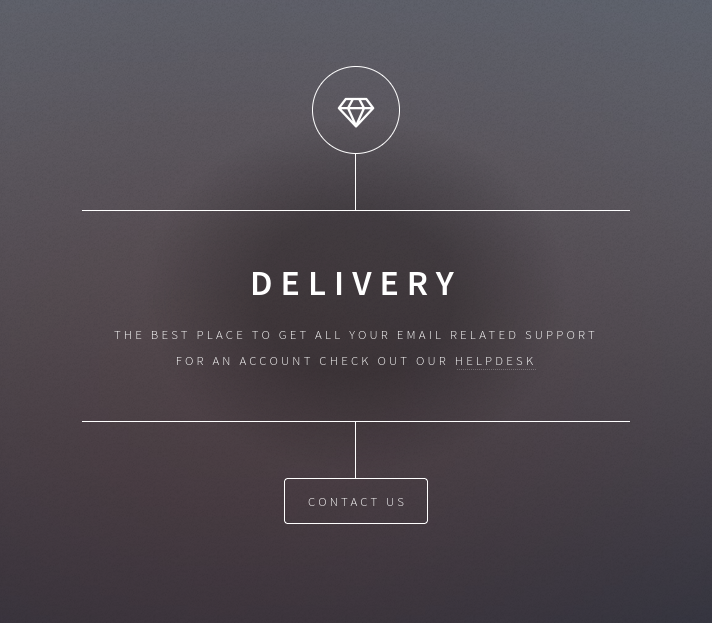 DELIVERY
THE BEST PLACE TO GET ALL YOUR EMAIL RELATED SUPPORT
FOR AN ACCOUNT CHECK OUT OUR HELPDESK
CONTACT US